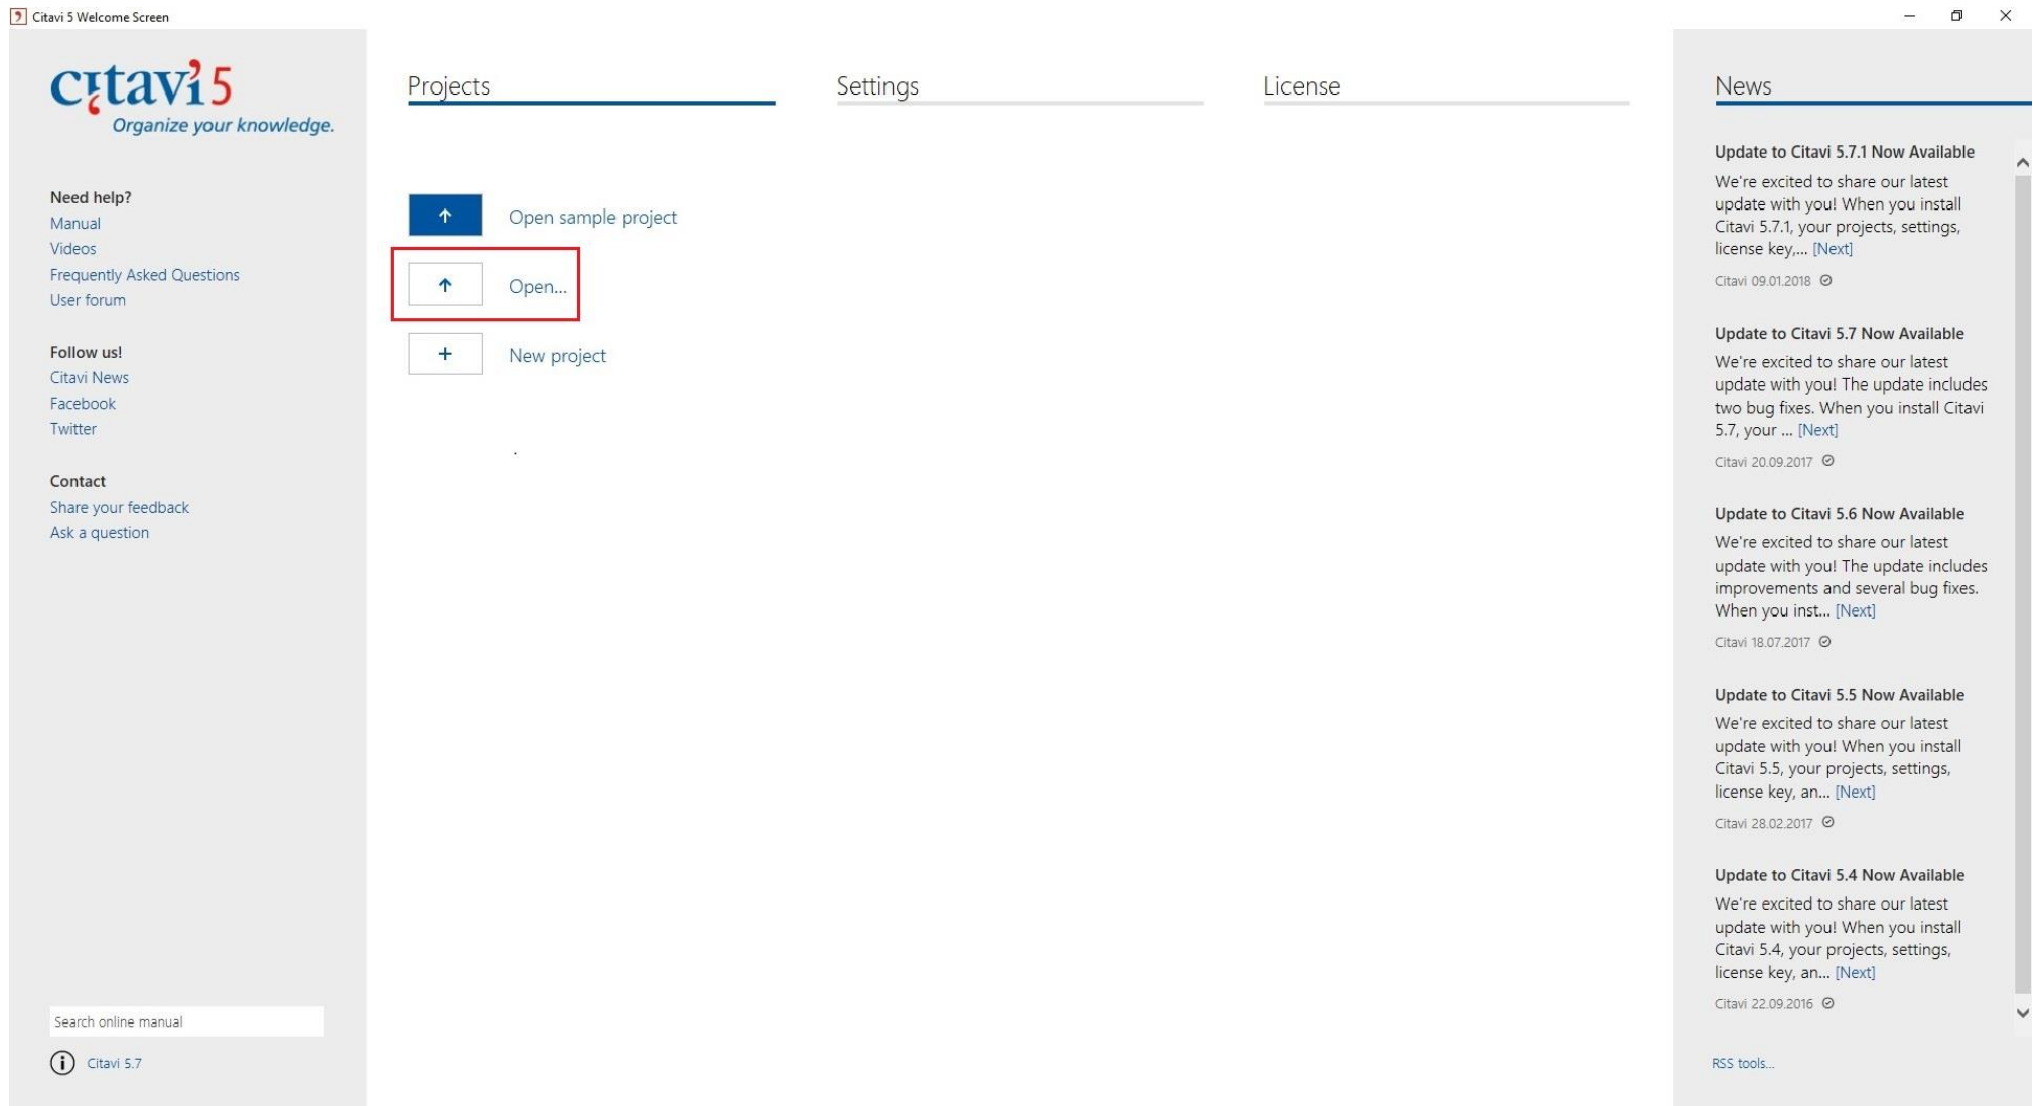 Citavi 5 Welcome Screen
citavi 5
Organize your knowledge.
Need help?
Manual
Videos
Frequently Asked Questions
User forum
Follow us!
Citavi News
Facebook
Twitter
Contact
Share your feedback
Ask a question
Search online manual
Citavi 5.7
Projects
Open sample project
Open...
New project
Settings
License
News
Update to Citavi 5.7.1 Now Available
We're excited to share our latest
update with you! When you install
Citavi 5.7.1, your projects, settings,
license key,... [Next]
Citavi 09.01.2018
Update to Citavi 5.7 Now Available
We're excited to share our latest
update with you! The update includes
two bug fixes. When you install Citavi
5.7, your ... [Next]
Citavi 20.09.2017
Update to Citavi 5.6 Now Available
We're excited to share our latest
update with you! The update includes
improvements and several bug fixes.
When you inst... [Next]
Citavi 18.07.2017
Update to Citavi 5.5 Now Available
We're excited to share our latest
update with you! When you install
Citavi 5.5, your projects, settings,
license key, an... [Next]
Citavi 28.02.2017
Update to Citavi 5.4 Now Available
We're excited to share our latest
update with you! When you install
Citavi 5.4, your projects, settings,
license key, an... [Next]
Citavi 22.09.2016
RSS tools...